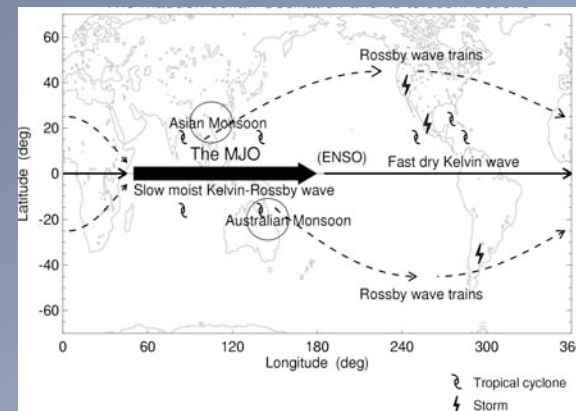 Rossby wave trains
Asian Monsoon
The MJO
(ENSO)
Fast dry Kelvin wave
Slow moist Kelvin-Rossby wave
Australian Monsoon
Rossby wave trains
Latitude (deg)
60
40
20
0
-20
-40
-60
0
60
120
180
240
300
360
Longitude (deg)
Tropical cyclone
Storm